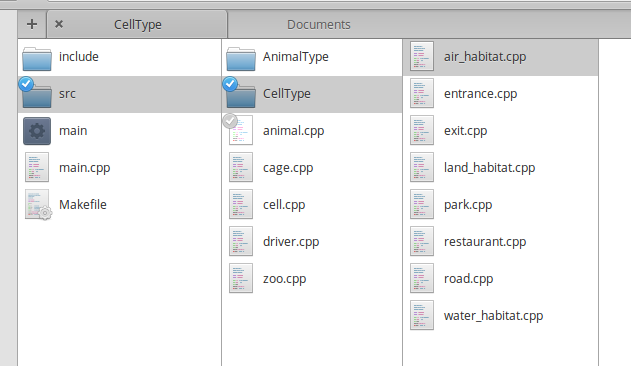 + × CellType Documents
include
src
main
main.cpp
Makefile
AnimalType
CellType
animal.cpp
cage.cpp
cell.cpp
driver.cpp
zoo.cpp
air_habitat.cpp
entrance.cpp
exit.cpp
land_habitat.cpp
park.cpp
restaurant.cpp
road.cpp
water_habitat.cpp